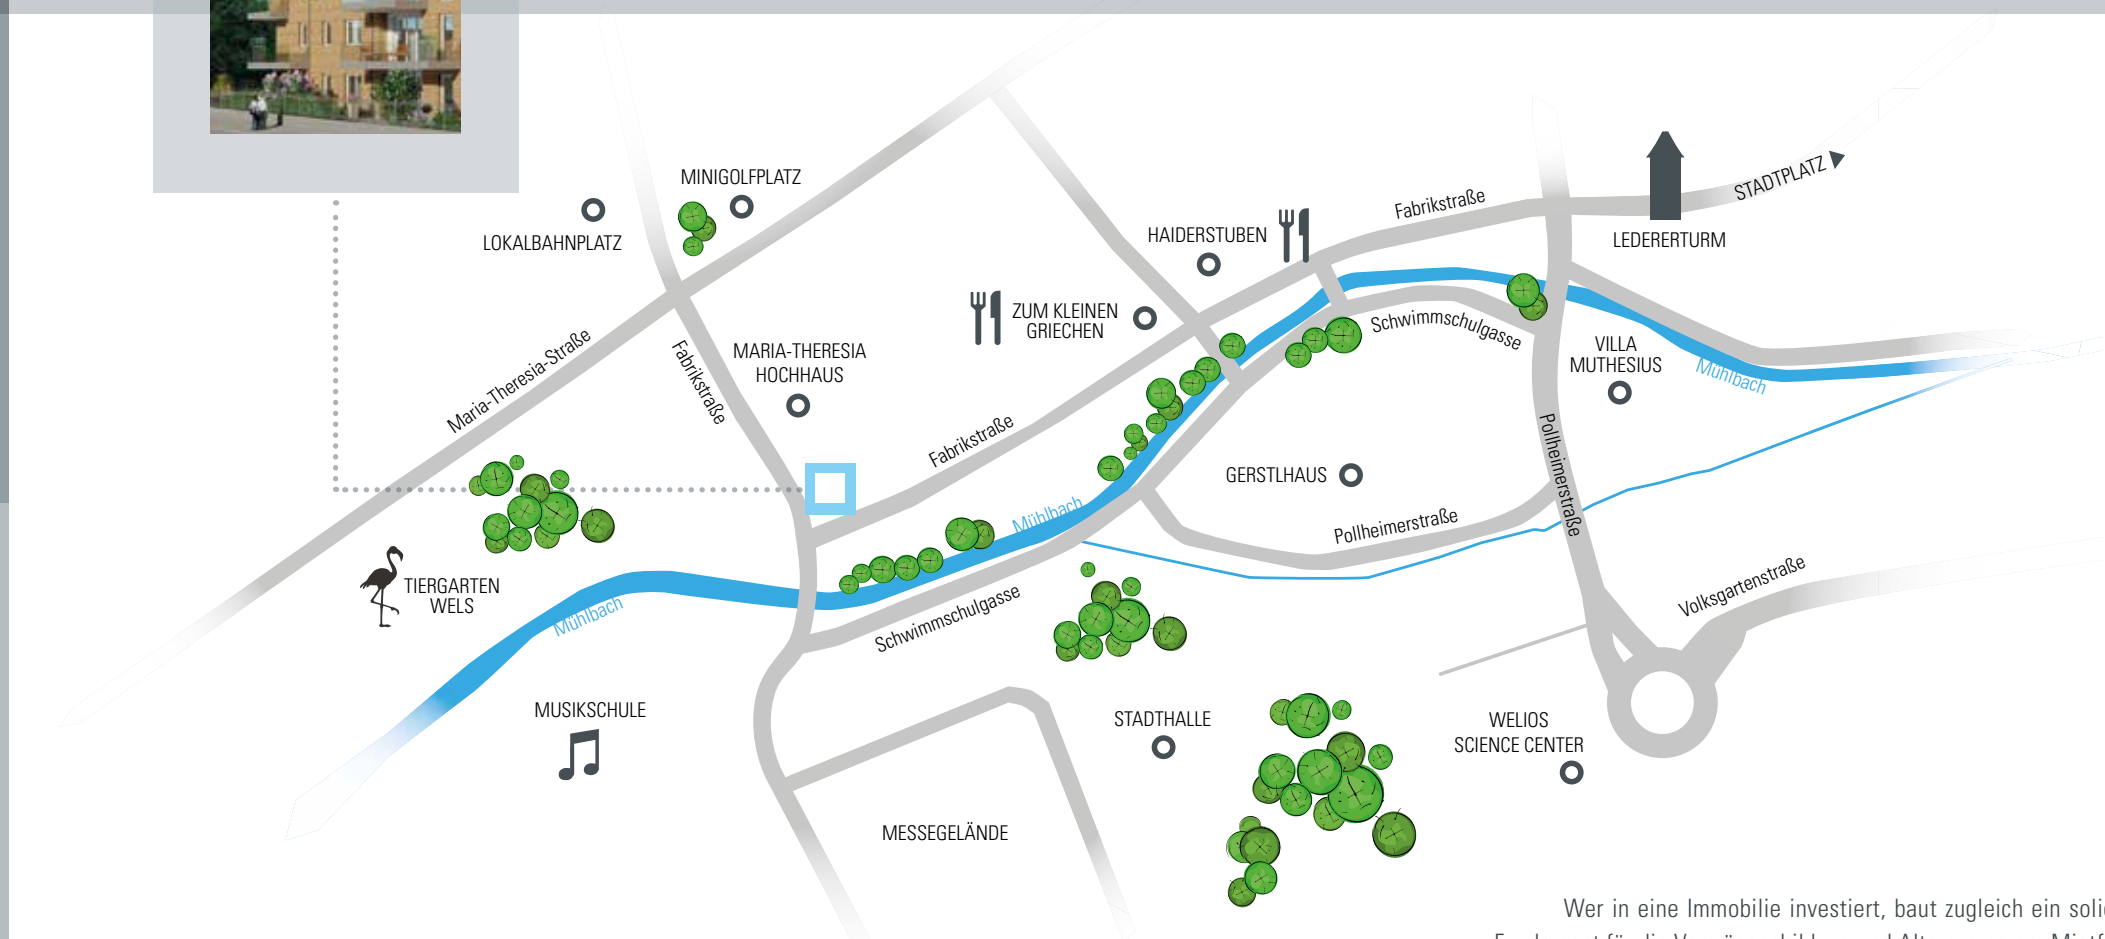 MINIGOLFPLATZ
LOKALBAHNPLATZ
STADTPLATZ
Fabrikstraße
HAIDERSTUBEN
LEDERERTURM
ZUM KLEINEN
GRIECHEN
Schwimmschulgasse
VILLA
MUTHESIUS
Mühlbach
Maria-Theresia-Straße
Fabrikstraße
MARIA-THERESIA
HOCHHAUS
Fabrikstraße
GERSTLHAUS
Pollheimerstraße
Mühlbach
Pollheimerstraße
TIERGARTEN
WELS
Mühlbach
Schwimmschulgasse
Volksgartenstraße
MUSIKSCHULE
STADTHALLE
WELIOS
SCIENCE CENTER
MESSEGELÄNDE
Wer in eine Immobilie investiert, baut zugleich ein